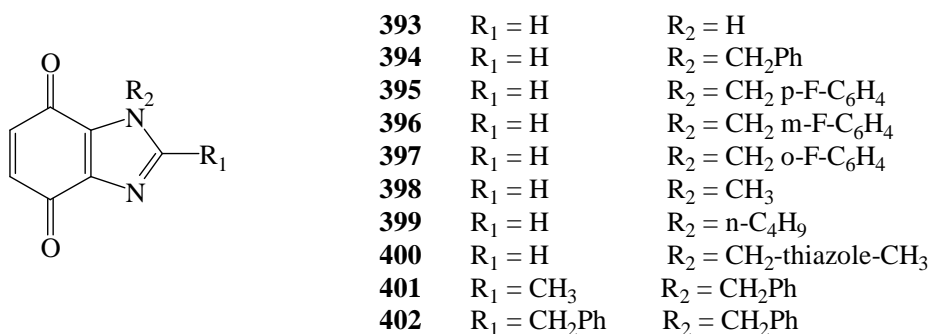 O
R₂
N
R₁
N
O
393 R₁ = H R₂ = H
394 R₁ = H R₂ = CH₂Ph
395 R₁ = H R₂ = CH₂ p-F-C₆H₄
396 R₁ = H R₂ = CH₂ m-F-C₆H₄
397 R₁ = H R₂ = CH₂ o-F-C₆H₄
398 R₁ = H R₂ = CH₃
399 R₁ = H R₂ = n-C₄H₉
400 R₁ = H R₂ = CH₂-thiazole-CH₃
401 R₁ = CH₃ R₂ = CH₂Ph
402 R₁ = CH₂Ph R₂ = CH₂Ph